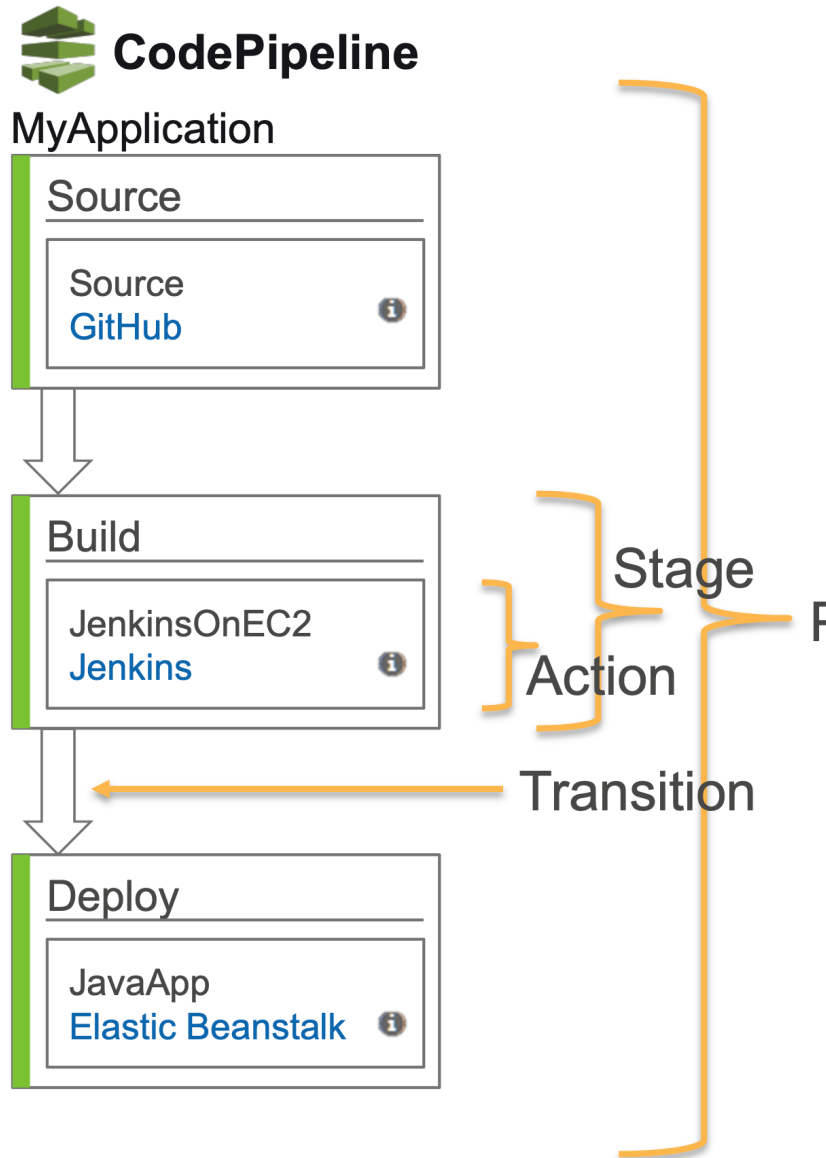 CodePipeline
MyApplication
Source
Source
GitHub
Build
JenkinsOnEC2
Jenkins
Stage
Action
Transition
Deploy
JavaApp
Elastic Beanstalk